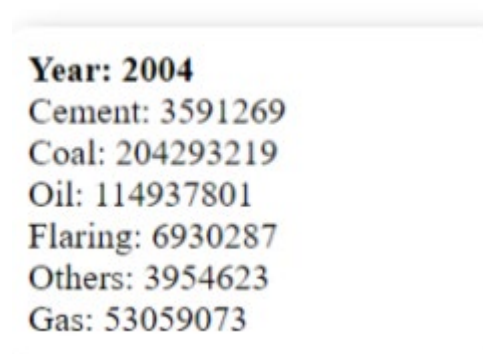 Year: 2004
Cement: 3591269
Coal: 204293219
Oil: 114937801
Flaring: 6930287
Others: 3954623
Gas: 53059073